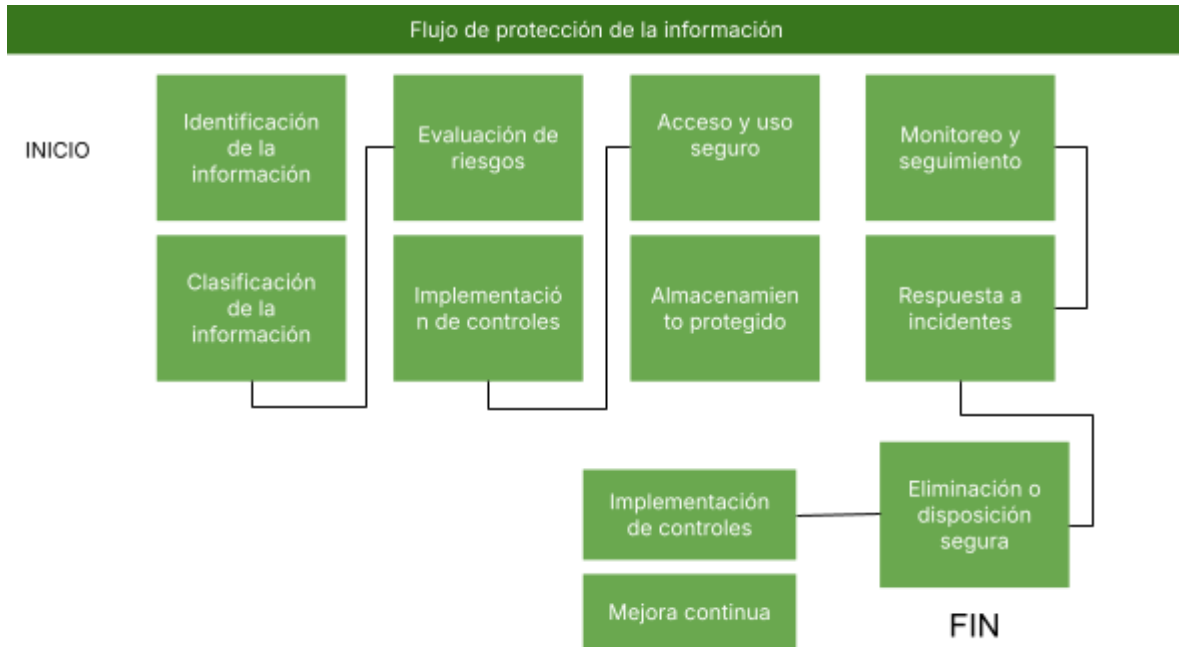 Flujo de protección de la información
INICIO
Identificación
de la
información
Clasificación
de la
información
Evaluación de
riesgos
Implementació
n de controles
Acceso y uso
seguro
Almacenamien
to protegido
Monitoreo y
seguimiento
Respuesta a
incidentes
Eliminación o
disposición
segura
Implementación
de controles
Mejora continua
FIN